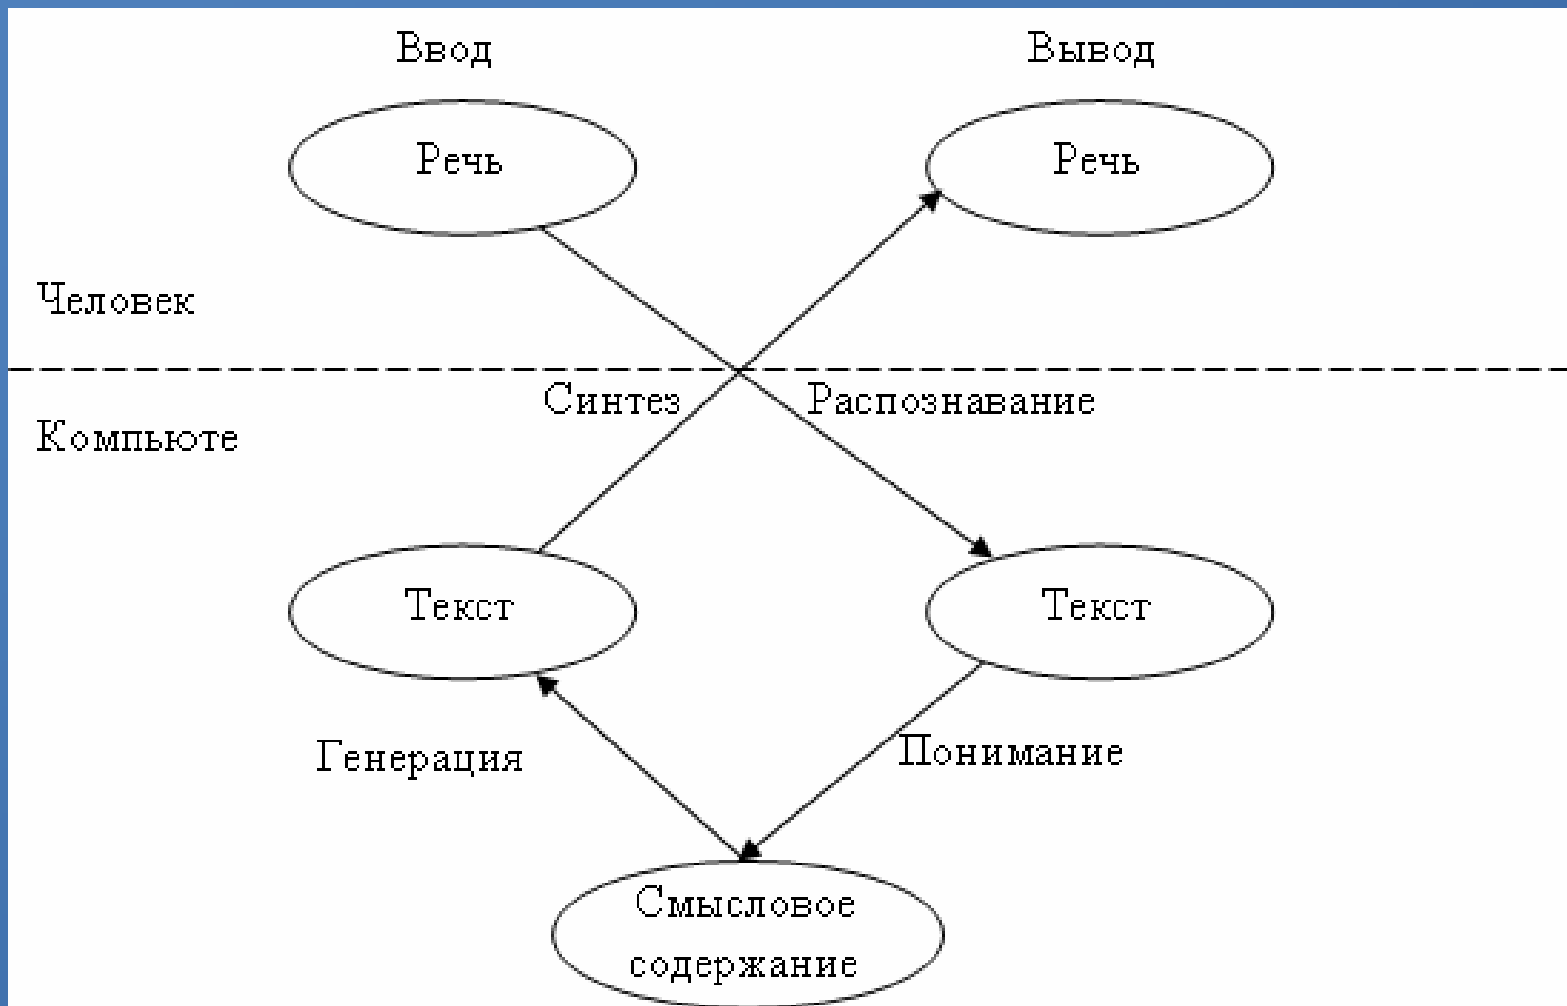 Ввод
Вывод
Речь
Речь
Человек
Синтез
Распознавание
Компьюте
Текст
Текст
Генерация
Понимание
Смысловое
содержание